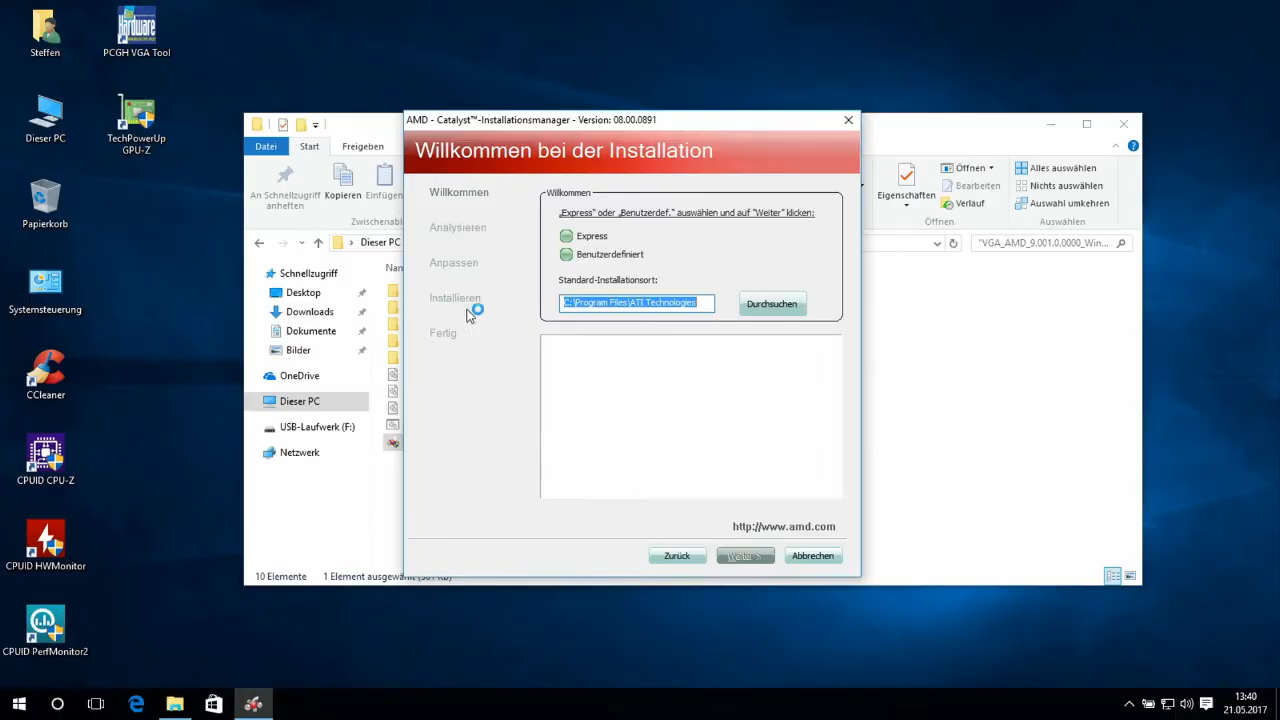 Steffen
PCGH VGA Tool
Dieser PC
TechPowerUp
GPU-Z
Papierkorb
Systemsteuerung
CCleaner
CPUID CPU-Z
CPUID HWMonitor
CPUID PerfMonitor2
Datei
Start
Freigeben
An Schnellzugriff
anheften
Kopieren
Einfügen
Zwischenabl
Eigenschaften
Öffnen
Bearbeiten
Verlauf
Öffnen
Alles auswählen
Nichts auswählen
Auswahl umkehren
Auswählen
Dieser PC
"VGA_AMD_9.001.0.0000_Win...
Schnellzugriff
Desktop
Downloads
Dokumente
Bilder
OneDrive
Dieser PC
USB-Laufwerk (F:)
Netzwerk
10 Elemente
AMD - Catalyst™-Installationsmanager - Version: 08.00.0891
Willkommen bei der Installation
Willkommen
Analysieren
Anpassen
Installieren
Fertig
Willkommen
„Express" oder „Benutzerdef." auswählen und auf "Weiter" klicken:
Express
Benutzerdefiniert
Standard-Installationsort:
C:\Program Files\ATI Technologies
Durchsuchen
http://www.amd.com
Zurück
Weiter >
Abbrechen
13:40
21.05.2017